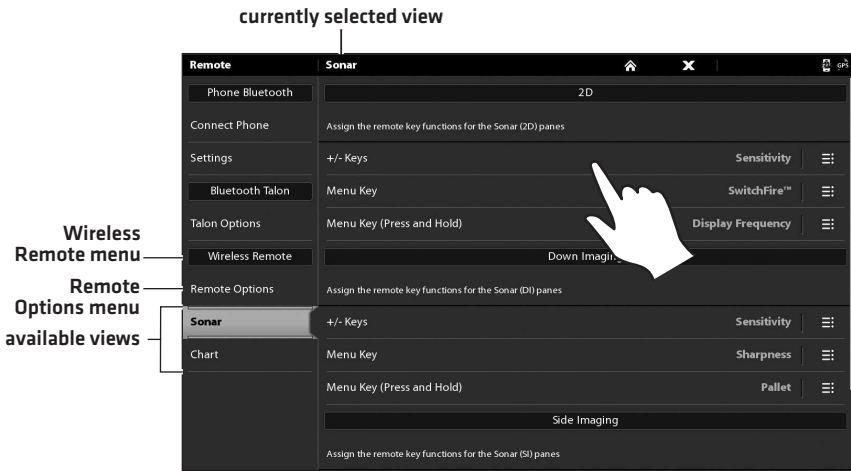 currently selected view
Remote
Sonar
GPS
Phone Bluetooth
2D
Connect Phone
Assign the remote key functions for the Sonar (2D) panes
Settings
+/- Keys
Sensitivity
Bluetooth Talon
Menu Key
SwitchFire™
Talon Options
Menu Key (Press and Hold)
Display Frequency
Wireless
Remote menu
Wireless Remote
Down Imaging
Remote
Options menu
Remote Options
Assign the remote key functions for the Sonar (DI) panes
available views
Sonar
+/- Keys
Sensitivity
Chart
Menu Key
Sharpness
Menu Key (Press and Hold)
Pallet
Side Imaging
Assign the remote key functions for the Sonar (SI) panes